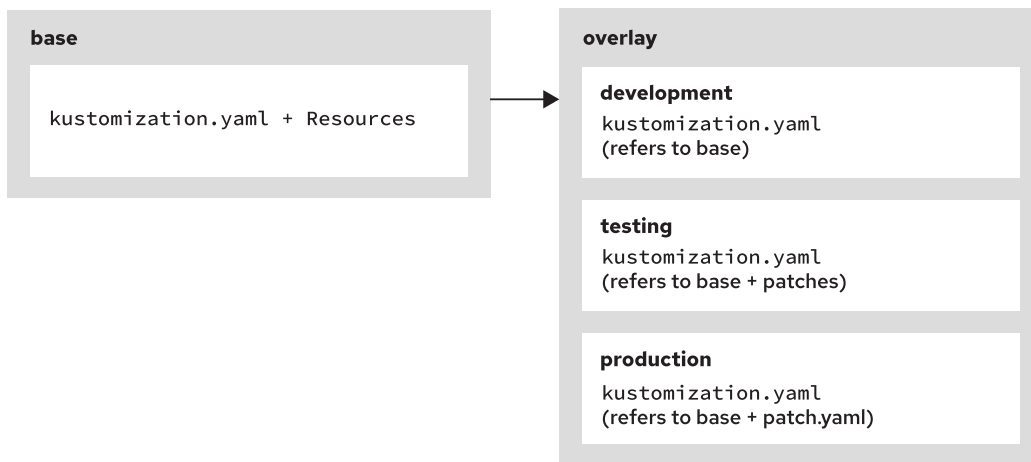 base
kustomization.yaml + Resources
overlay
development
kustomization.yaml
(refers to base)
testing
kustomization.yaml
(refers to base + patches)
production
kustomization.yaml
(refers to base + patch.yaml)